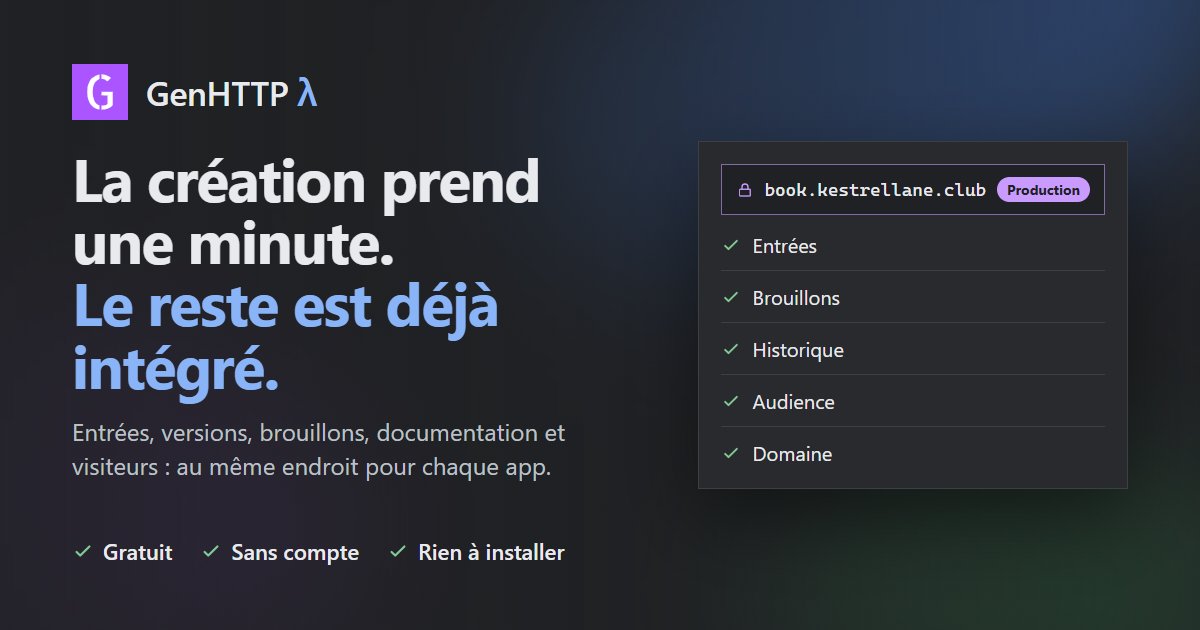 GenHTTP λ
La création prend
une minute.
Le reste est déjà
intégré.
Entrées, versions, brouillons, documentation et
visiteurs : au même endroit pour chaque app.
Gratuit
Sans compte
Rien à installer
book.kestrellane.club
Production
Entrées
Brouillons
Historique
Audience
Domaine